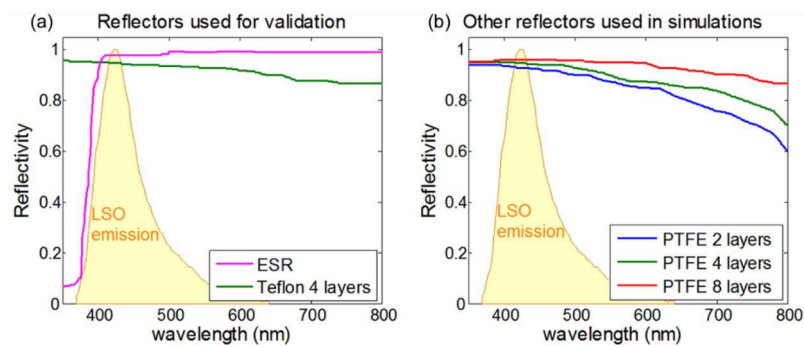 (a) Reflectors used for validation
Reflectivity
1
0.8
0.6
0.4
0.2
0
LSO
emission
ESR
Teflon 4 layers
400 500 600 700 800
wavelength (nm)
(b) Other reflectors used in simulations
Reflectivity
1
0.8
0.6
0.4
0.2
0
LSO
emission
PTFE 2 layers
PTFE 4 layers
PTFE 8 layers
400 500 600 700 800
wavelength (nm)